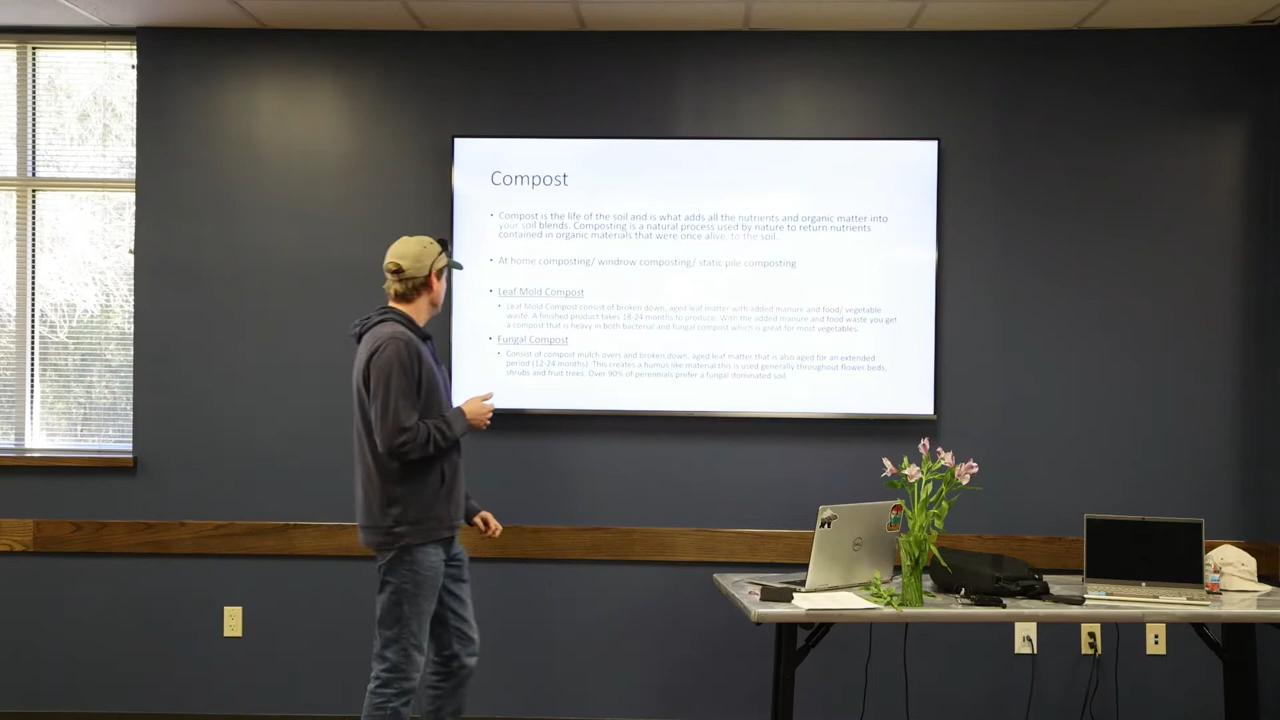 Compost
• Compost is the life of the soil and is what adds all the nutrients and organic matter into
your soil blends. Composting is a natural process used by nature to return nutrients
contained in organic materials that were once alive, to the soil.
• At home composting/ windrow composting/ static pile composting
• Leaf Mold Compost
• Leaf Mold Compost consist of broken down, aged leaf matter with added manure and food/ vegetable
waste. A finished product takes 18-24 months to produce. With the added manure and food waste you get
a compost that is heavy in both bacterial and fungal compost which is great for most vegetables.
• Fungal Compost
• Consist of compost mulch overs and broken down, aged leaf matter that is also aged for an extended
period (12-24 months). This creates a humus like material this is used generally throughout flower beds,
shrubs and fruit trees. Over 90% of perennials prefer a fungal dominated soil.
DELL